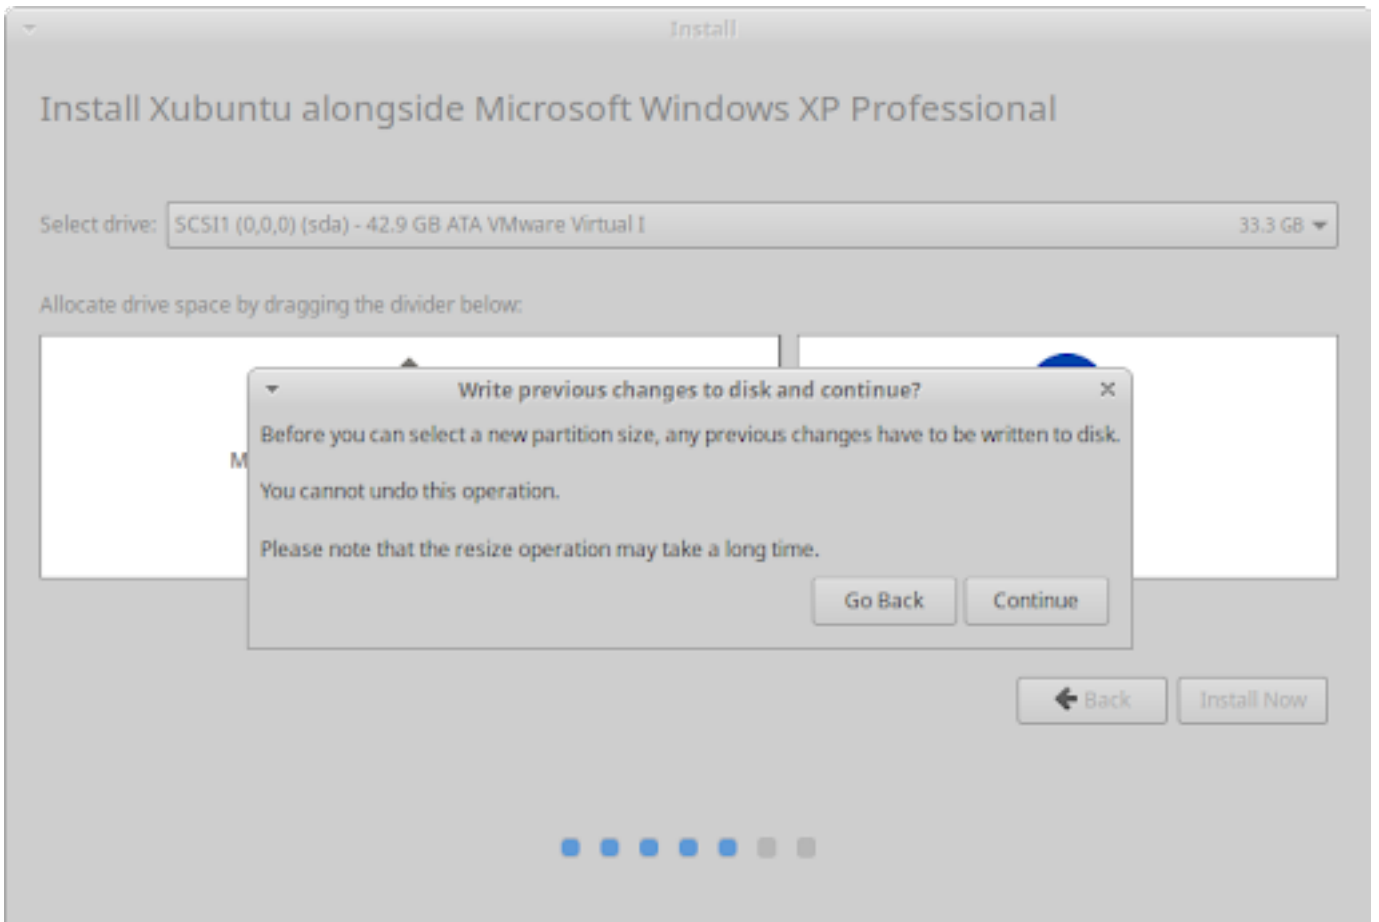 Install
Install Xubuntu alongside Microsoft Windows XP Professional
Select drive: SCSI1 (0,0,0) (sda) - 42.9 GB ATA VMware Virtual I 33.3 GB
Allocate drive space by dragging the divider below:
Write previous changes to disk and continue?
Before you can select a new partition size, any previous changes have to be written to disk.
M
You cannot undo this operation.
Please note that the resize operation may take a long time.
Go Back Continue
Back Install Now